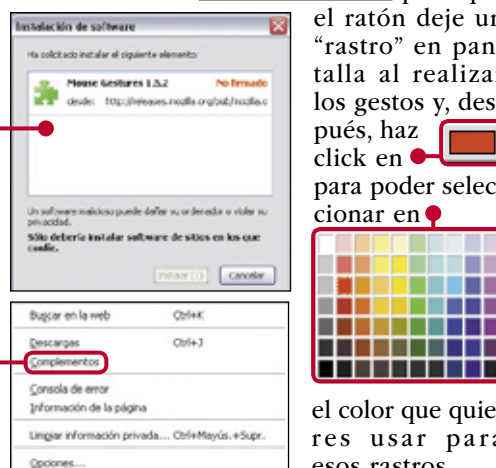 Instalación de software
Ha solicitado instalar el siguiente elemento:
Mouse Gestures 1.5.2 No firmado
desde: http://releases.mozilla.org/pub/mozilla.o
Un software malicioso puede dañar su ordenador o violar su
privacidad.
Sólo debería instalar software de sitios en los que
confíe.
Instalar (1) Cancelar
Buscar en la web Ctrl+K
Descargas Ctrl+J
Complementos
Consola de error
Información de la página
Limpiar información privada... Ctrl+Mayús.+Supr.
Opciones...
el ratón deje un
“rastro” en pan
talla al realizar
los gestos y, des
pués, haz
click en
para poder selec
cionar en
el color que quie
res usar para
esos rastros